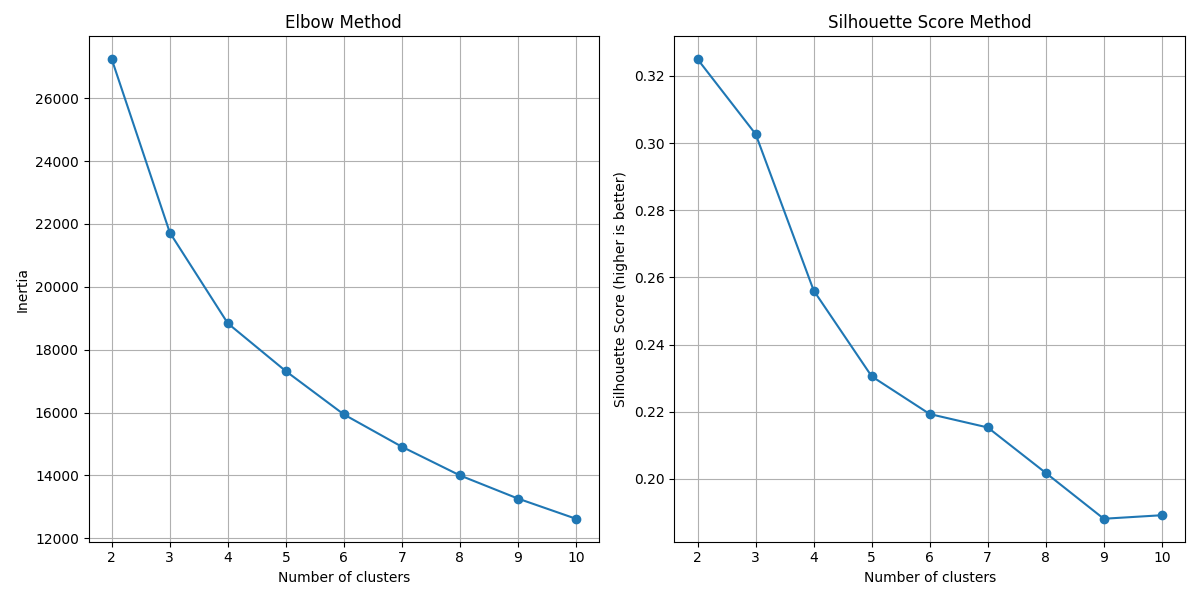 Elbow Method
Inertia
26000
24000
22000
20000
18000
16000
14000
12000
2 3 4 5 6 7 8 9 10
Number of clusters
Silhouette Score Method
Silhouette Score (higher is better)
0.32
0.30
0.28
0.26
0.24
0.22
0.20
2 3 4 5 6 7 8 9 10
Number of clusters